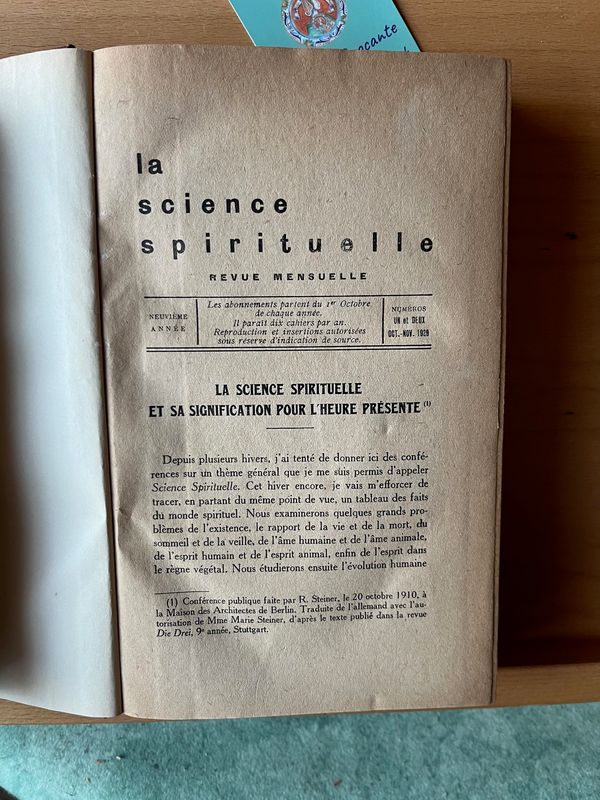 ocante
la
science
spirituelle
REVUE MENSUELLE
NEUVIÈME
ANNÉE
Les abonnements partent du 1er Octobre
de chaque année.
Il paraît dix cahiers par an.
Reproduction et insertions autorisées
sous réserve d'indication de source.
NUMÉROS
UN et DEUX
OCT.-NOV. 1929
LA SCIENCE SPIRITUELLE
ET SA SIGNIFICATION POUR L'HEURE PRÉSENTE (1)
Depuis plusieurs hivers, j'ai tenté de donner ici des confé-
rences sur un thème général que je me suis permis d'appeler
Science Spirituelle. Cet hiver encore, je vais m'efforcer de
tracer, en partant du même point de vue, un tableau des faits
du monde spirituel. Nous examinerons quelques grands pro-
blèmes de l'existence, le rapport de la vie et de la mort, du
sommeil et de la veille, de l'âme humaine et de l'âme animale,
de l'esprit humain et de l'esprit animal, enfin de l'esprit dans
le règne végétal. Nous étudierons ensuite l'évolution humaine
(1) Conférence publique faite par R. Steiner, le 20 octobre 1910, à
la Maison des Architectes de Berlin. Traduite de l'allemand avec l'au-
torisation de Mme Marie Steiner, d'après le texte publié dans la revue
Die Drei, 9e année, Stuttgart.